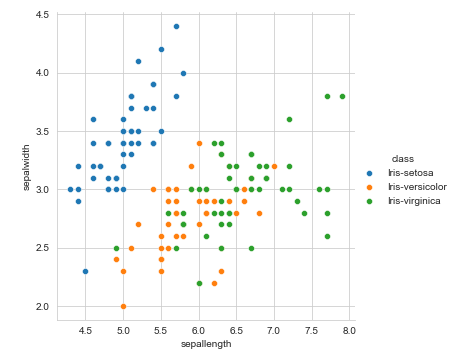 4.5
4.0
3.5
3.0
2.5
2.0
sepalwidth
4.5 5.0 5.5 6.0 6.5 7.0 7.5 8.0
sepallength
class
Iris-setosa
Iris-versicolor
Iris-virginica